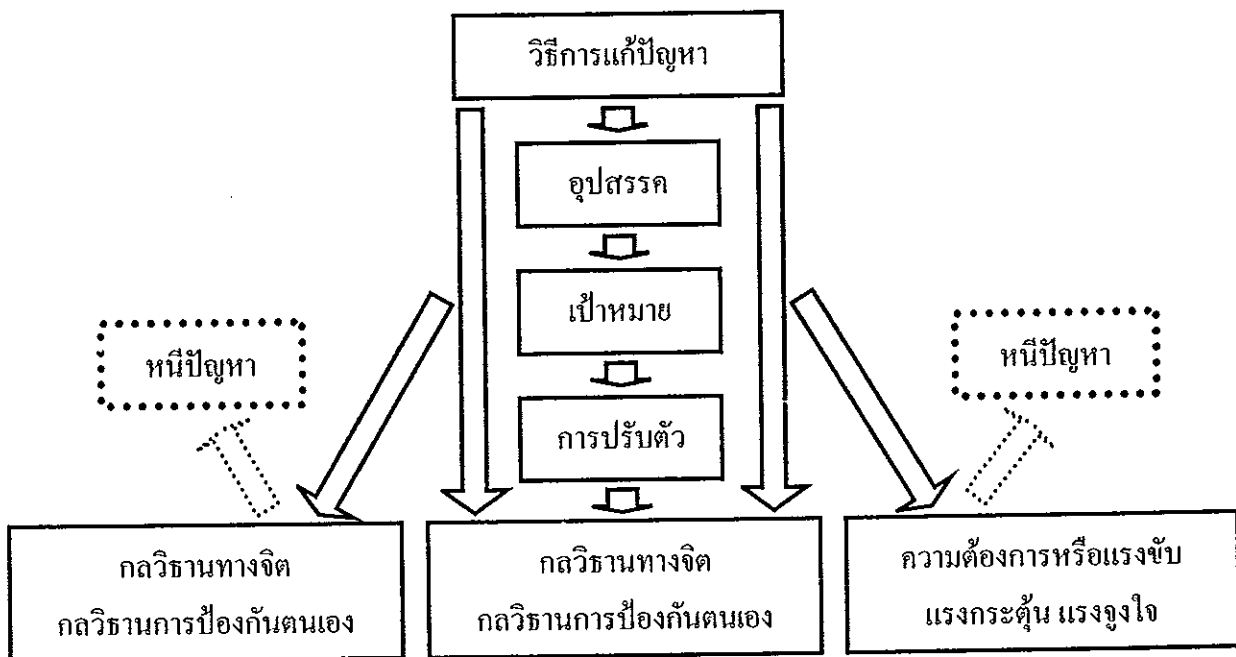 วิธีการแก้ปัญหา
อุปสรรค
เป้าหมาย
หนีปัญหา
หนีปัญหา
การปรับตัว
กลวิธานทางจิต
กลวิธานการป้องกันตนเอง
กลวิธานทางจิต
กลวิธานการป้องกันตนเอง
ความต้องการหรือแรงขับ
แรงกระตุ้น แรงจูงใจ